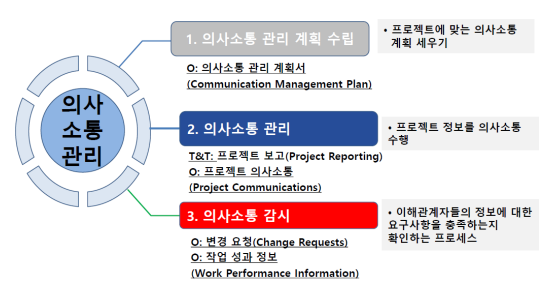 의사
소통
관리
1. 의사소통 관리 계획 수립
O: 의사소통 관리 계획서
(Communication Management Plan)
• 프로젝트에 맞는 의사소통
계획 세우기
2. 의사소통 관리
T&T: 프로젝트 보고(Project Reporting)
O: 프로젝트 의사소통
(Project Communications)
• 프로젝트 정보를 의사소통
수행
3. 의사소통 감시
O: 변경 요청(Change Requests)
O: 작업 성과 정보
(Work Performance Information)
• 이해관계자들의 정보에 대한
요구사항을 충족하는지
확인하는 프로세스